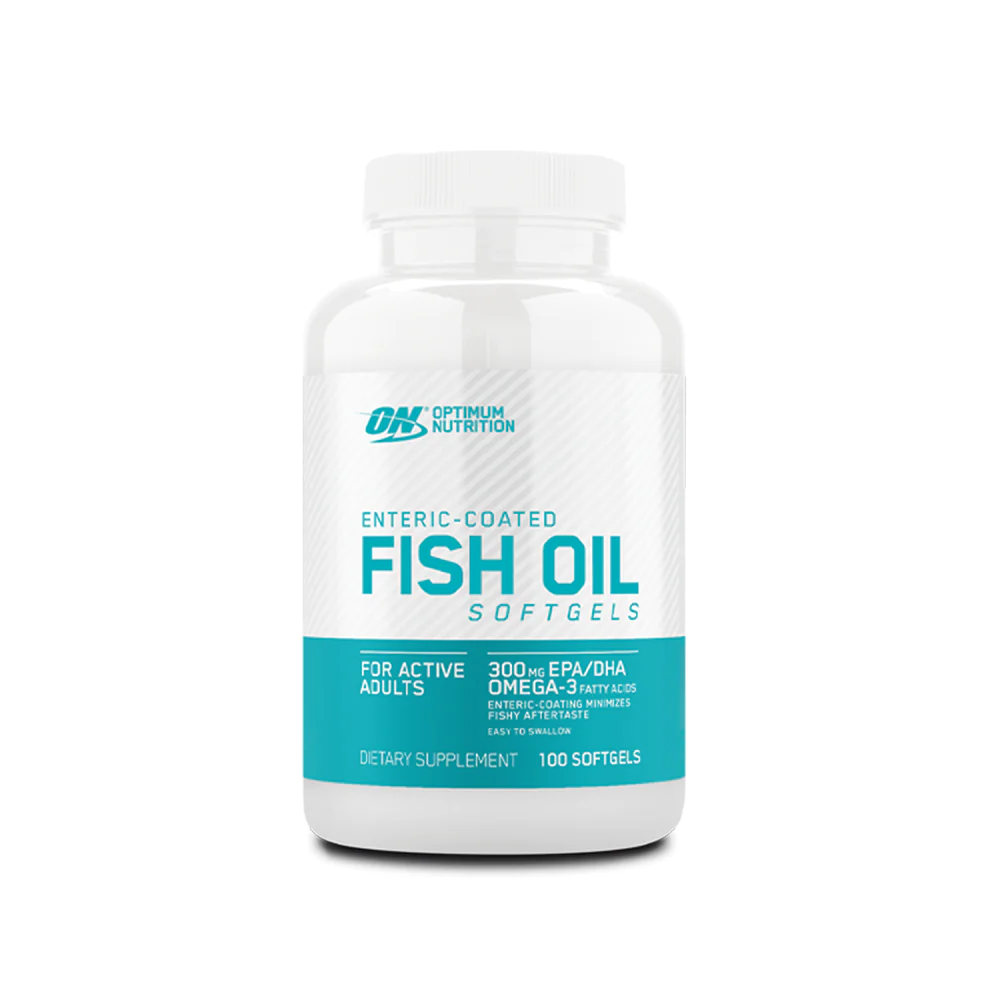 ON® OPTIMUM
NUTRITION
ENTERIC-COATED
FISH OIL
SOFTGELS
FOR ACTIVE
ADULTS
300 MG EPA/DHA
OMEGA-3 FATTY ACIDS
ENTERIC-COATING MINIMIZES
FISHY AFTERTASTE
EASY TO SWALLOW
DIETARY SUPPLEMENT 100 SOFTGELS